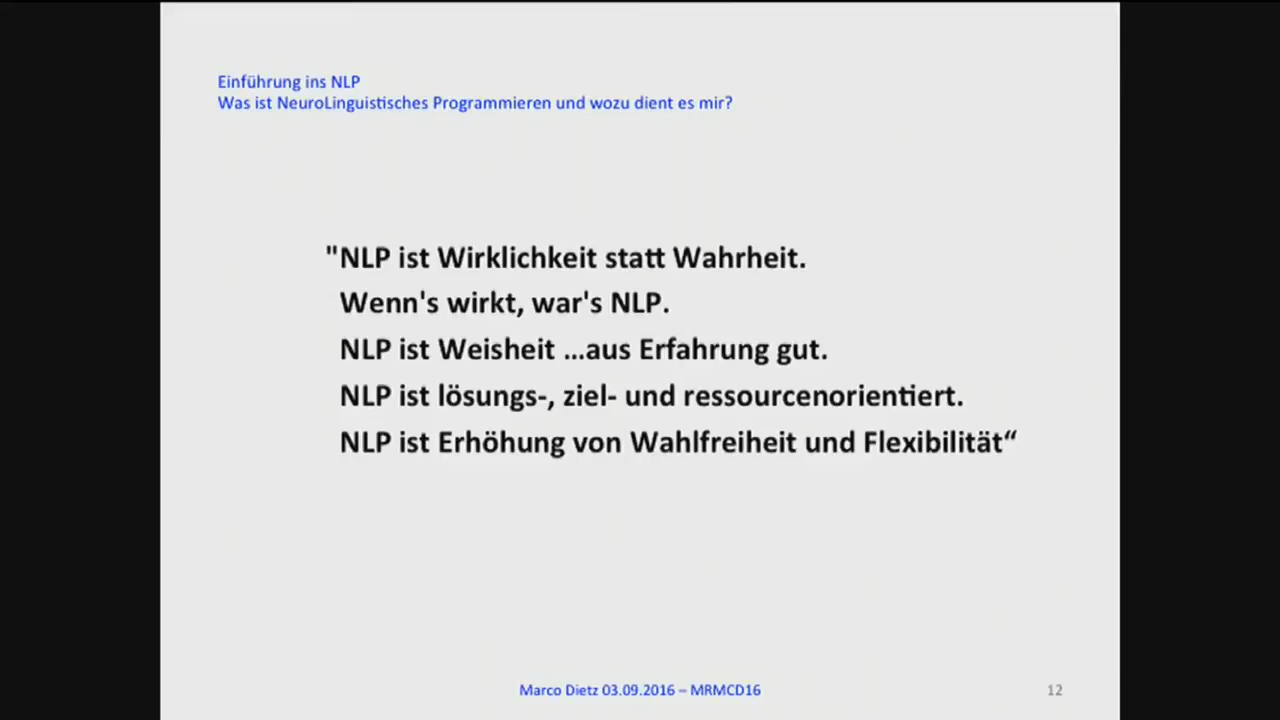 Einführung ins NLP
Was ist NeuroLinguistisches Programmieren und wozu dient es mir?
"NLP ist Wirklichkeit statt Wahrheit.
Wenn's wirkt, war's NLP.
NLP ist Weisheit ...aus Erfahrung gut.
NLP ist lösungs-, ziel- und ressourcenorientiert.
NLP ist Erhöhung von Wahlfreiheit und Flexibilität“
Marco Dietz 03.09.2016 – MRMCD16
12